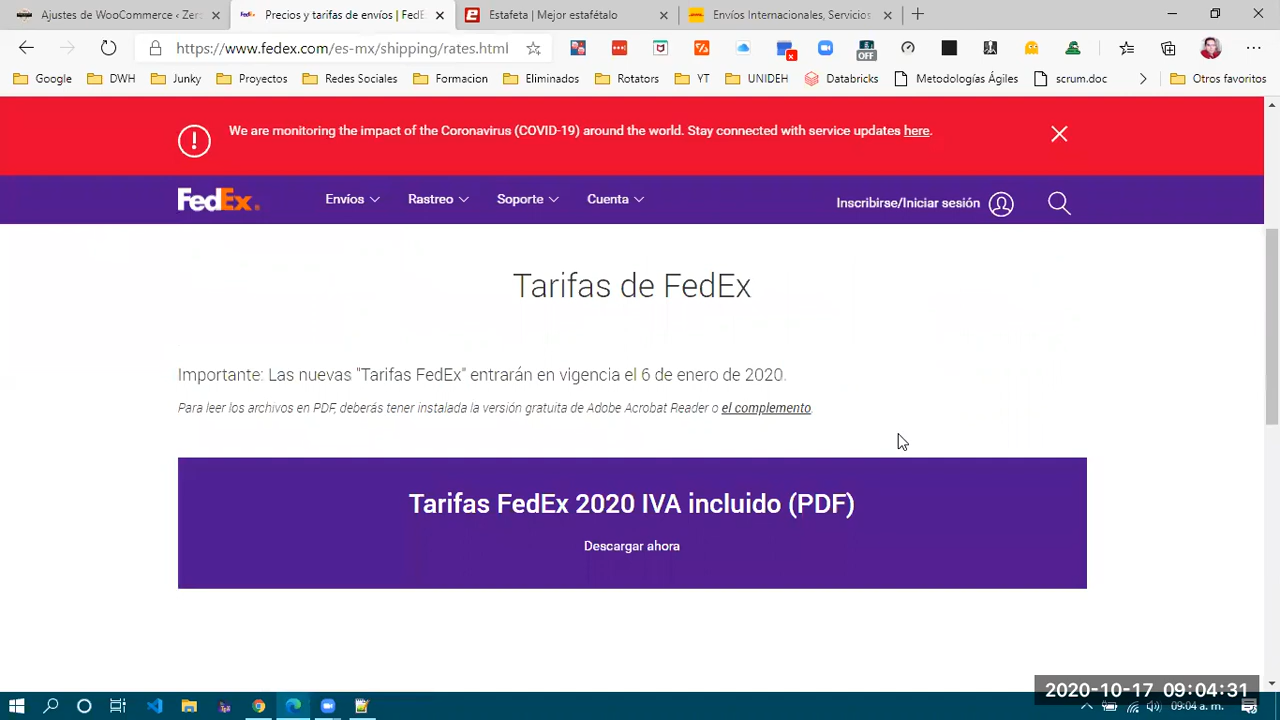 Ajustes de WooCommerce ‹ Zer
Precios y tarifas de envíos | FedE
Estafeta | Mejor estafétalo
Envíos Internacionales, Servicios
https://www.fedex.com/es-mx/shipping/rates.html
OFF
Google
DWH
Junky
Proyectos
Redes Sociales
Formacion
Eliminados
Rotators
YT
UNIDEH
Databricks
Metodologías Ágiles
scrum.doc
Otros favoritos
We are monitoring the impact of the Coronavirus (COVID-19) around the world. Stay connected with service updates here.
FedEx
Envíos
Rastreo
Soporte
Cuenta
Inscribirse/Iniciar sesión
Tarifas de FedEx
Importante: Las nuevas "Tarifas FedEx" entrarán en vigencia el 6 de enero de 2020.
Para leer los archivos en PDF, deberás tener instalada la versión gratuita de Adobe Acrobat Reader o el complemento.
Tarifas FedEx 2020 IVA incluido (PDF)
Descargar ahora
2020-10-17 09:04:31
09:04 a. m.